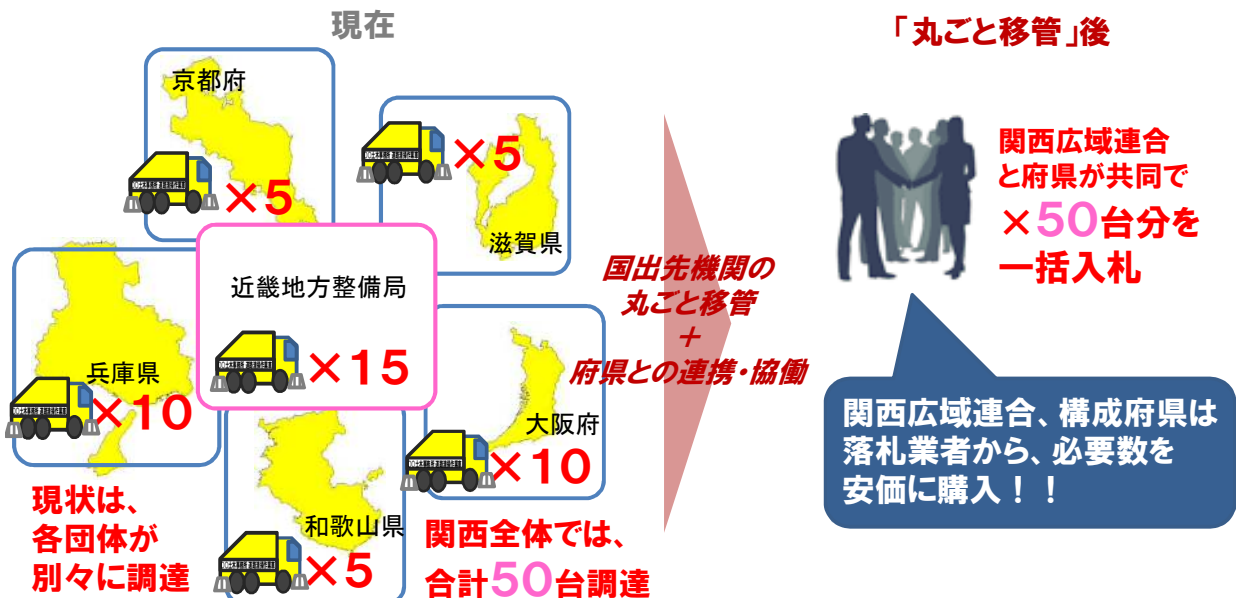 現在
京都府
×5
×5
滋賀県
近畿地方整備局
×15
兵庫県
×10
大阪府
×10
和歌山県
×5
現状は、
各団体が
別々に調達
関西全体では、
合計50台調達
国出先機関の
丸ごと移管
+
府県との連携・協働
「丸ごと移管」後
関西広域連合
と府県が共同で
×50台分を
一括入札
関西広域連合、構成府県は
落札業者から、必要数を
安価に購入！！